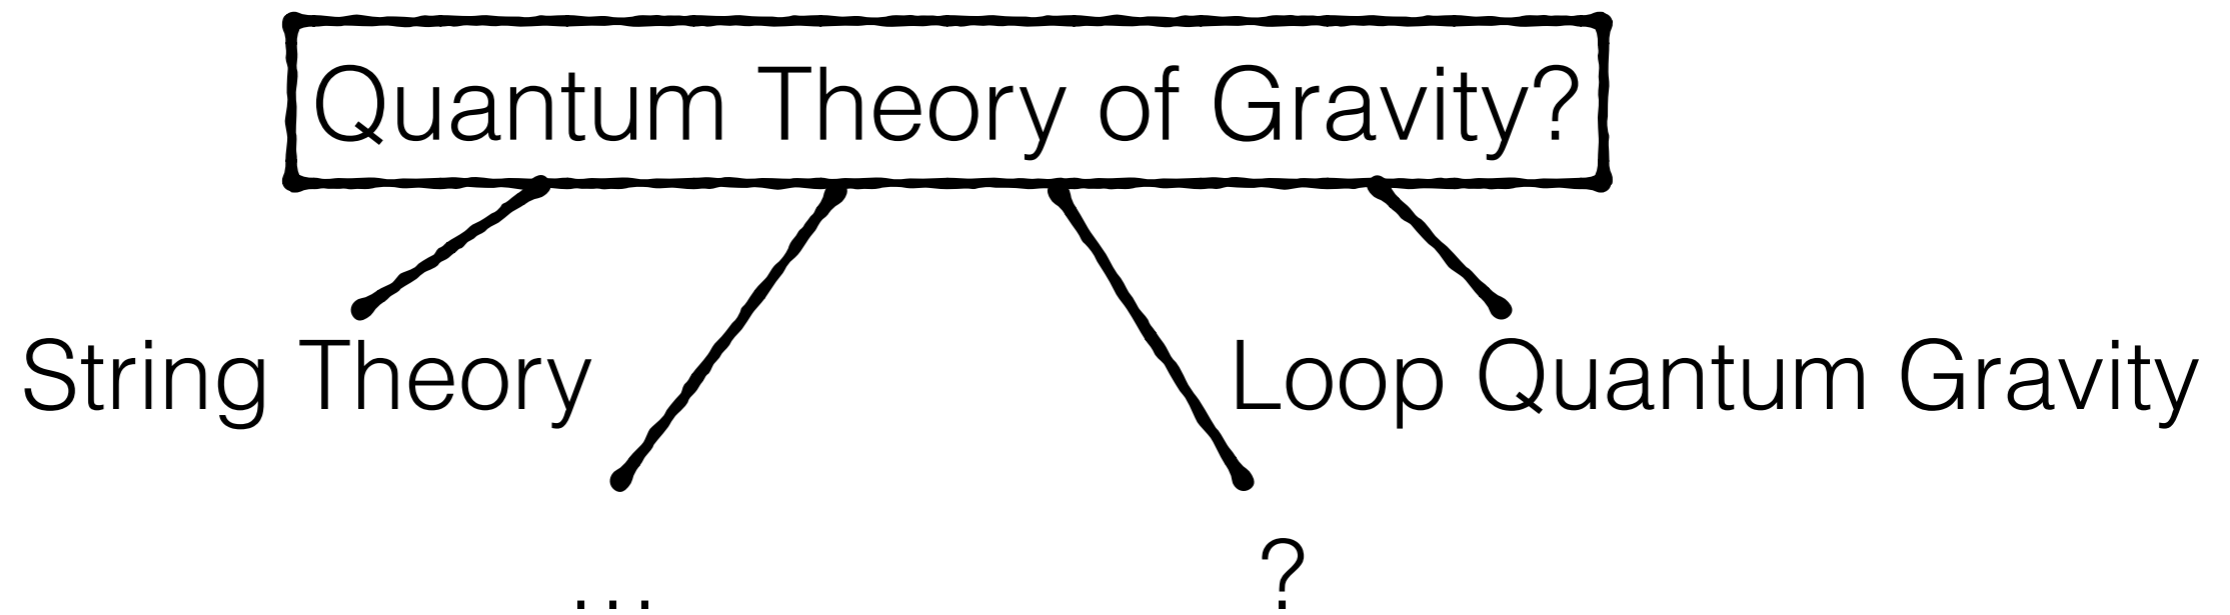 Quantum Theory of Gravity?
String Theory
Loop Quantum Gravity
?
...